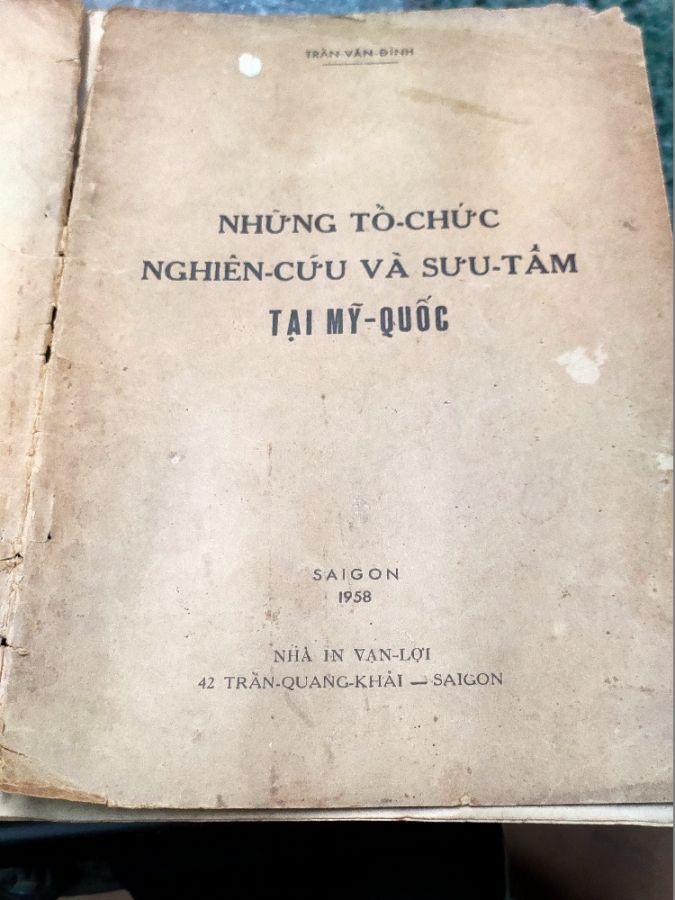 TRẦN-VĂN-ĐÍNH
NHỮNG TỔ-CHỨC
NGHIÊN-CỨU VÀ SƯU-TẦM
TẠI MỸ-QUỐC
SAIGON
1958
NHÀ IN VẠN-LỢI
42 TRẦN-QUANG-KHẢI — SAIGON